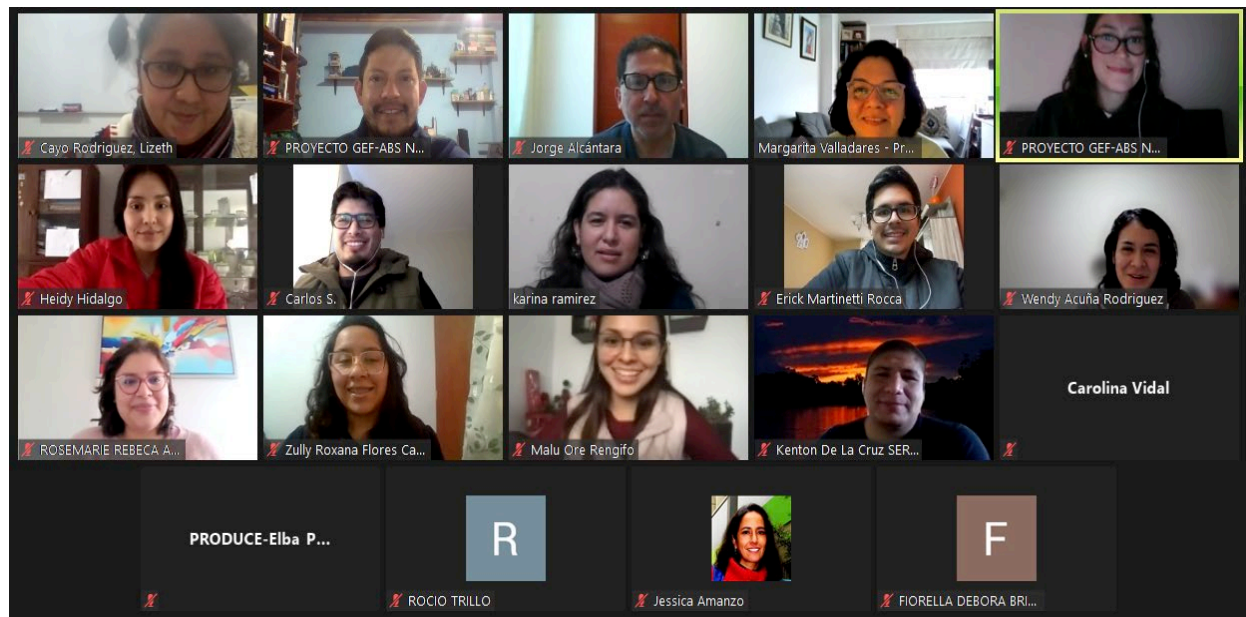 Cayo Rodriguez, Lizeth
PROYECTO GEF-ABS N...
Jorge Alcántara
Margarita Valladares - Pr...
PROYECTO GEF-ABS N...
Heidy Hidalgo
Carlos S.
karina ramirez
Erick Martinetti Rocca
Wendy Acuña Rodriguez
ROSEMARIE REBECA A...
Zully Roxana Flores Ca...
Malu Ore Rengifo
Kenton De La Cruz SER...
Carolina Vidal
PRODUCE-Elba P...
R
ROCIO TRILLO
Jessica Amanzo
F
FIORELLA DEBORA BRI...